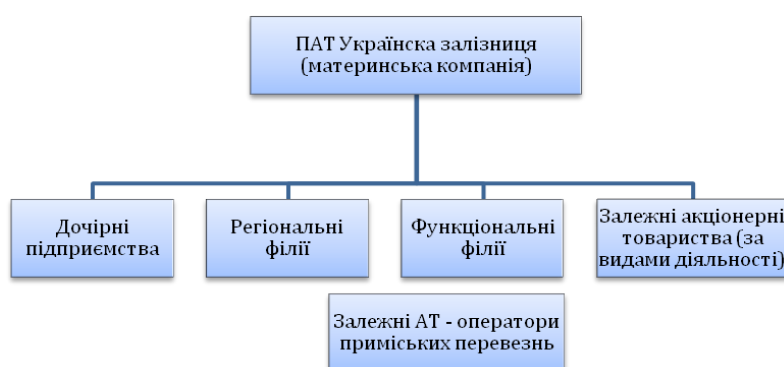 ПАТ Українска залізниця
(материнська компанія)
Дочірні
підприємства
Регіональні
філії
Функціональні
філії
Залежні акціонерні
товариства (за
видами діяльності)
Залежні АТ - оператори
приміських перевезнь